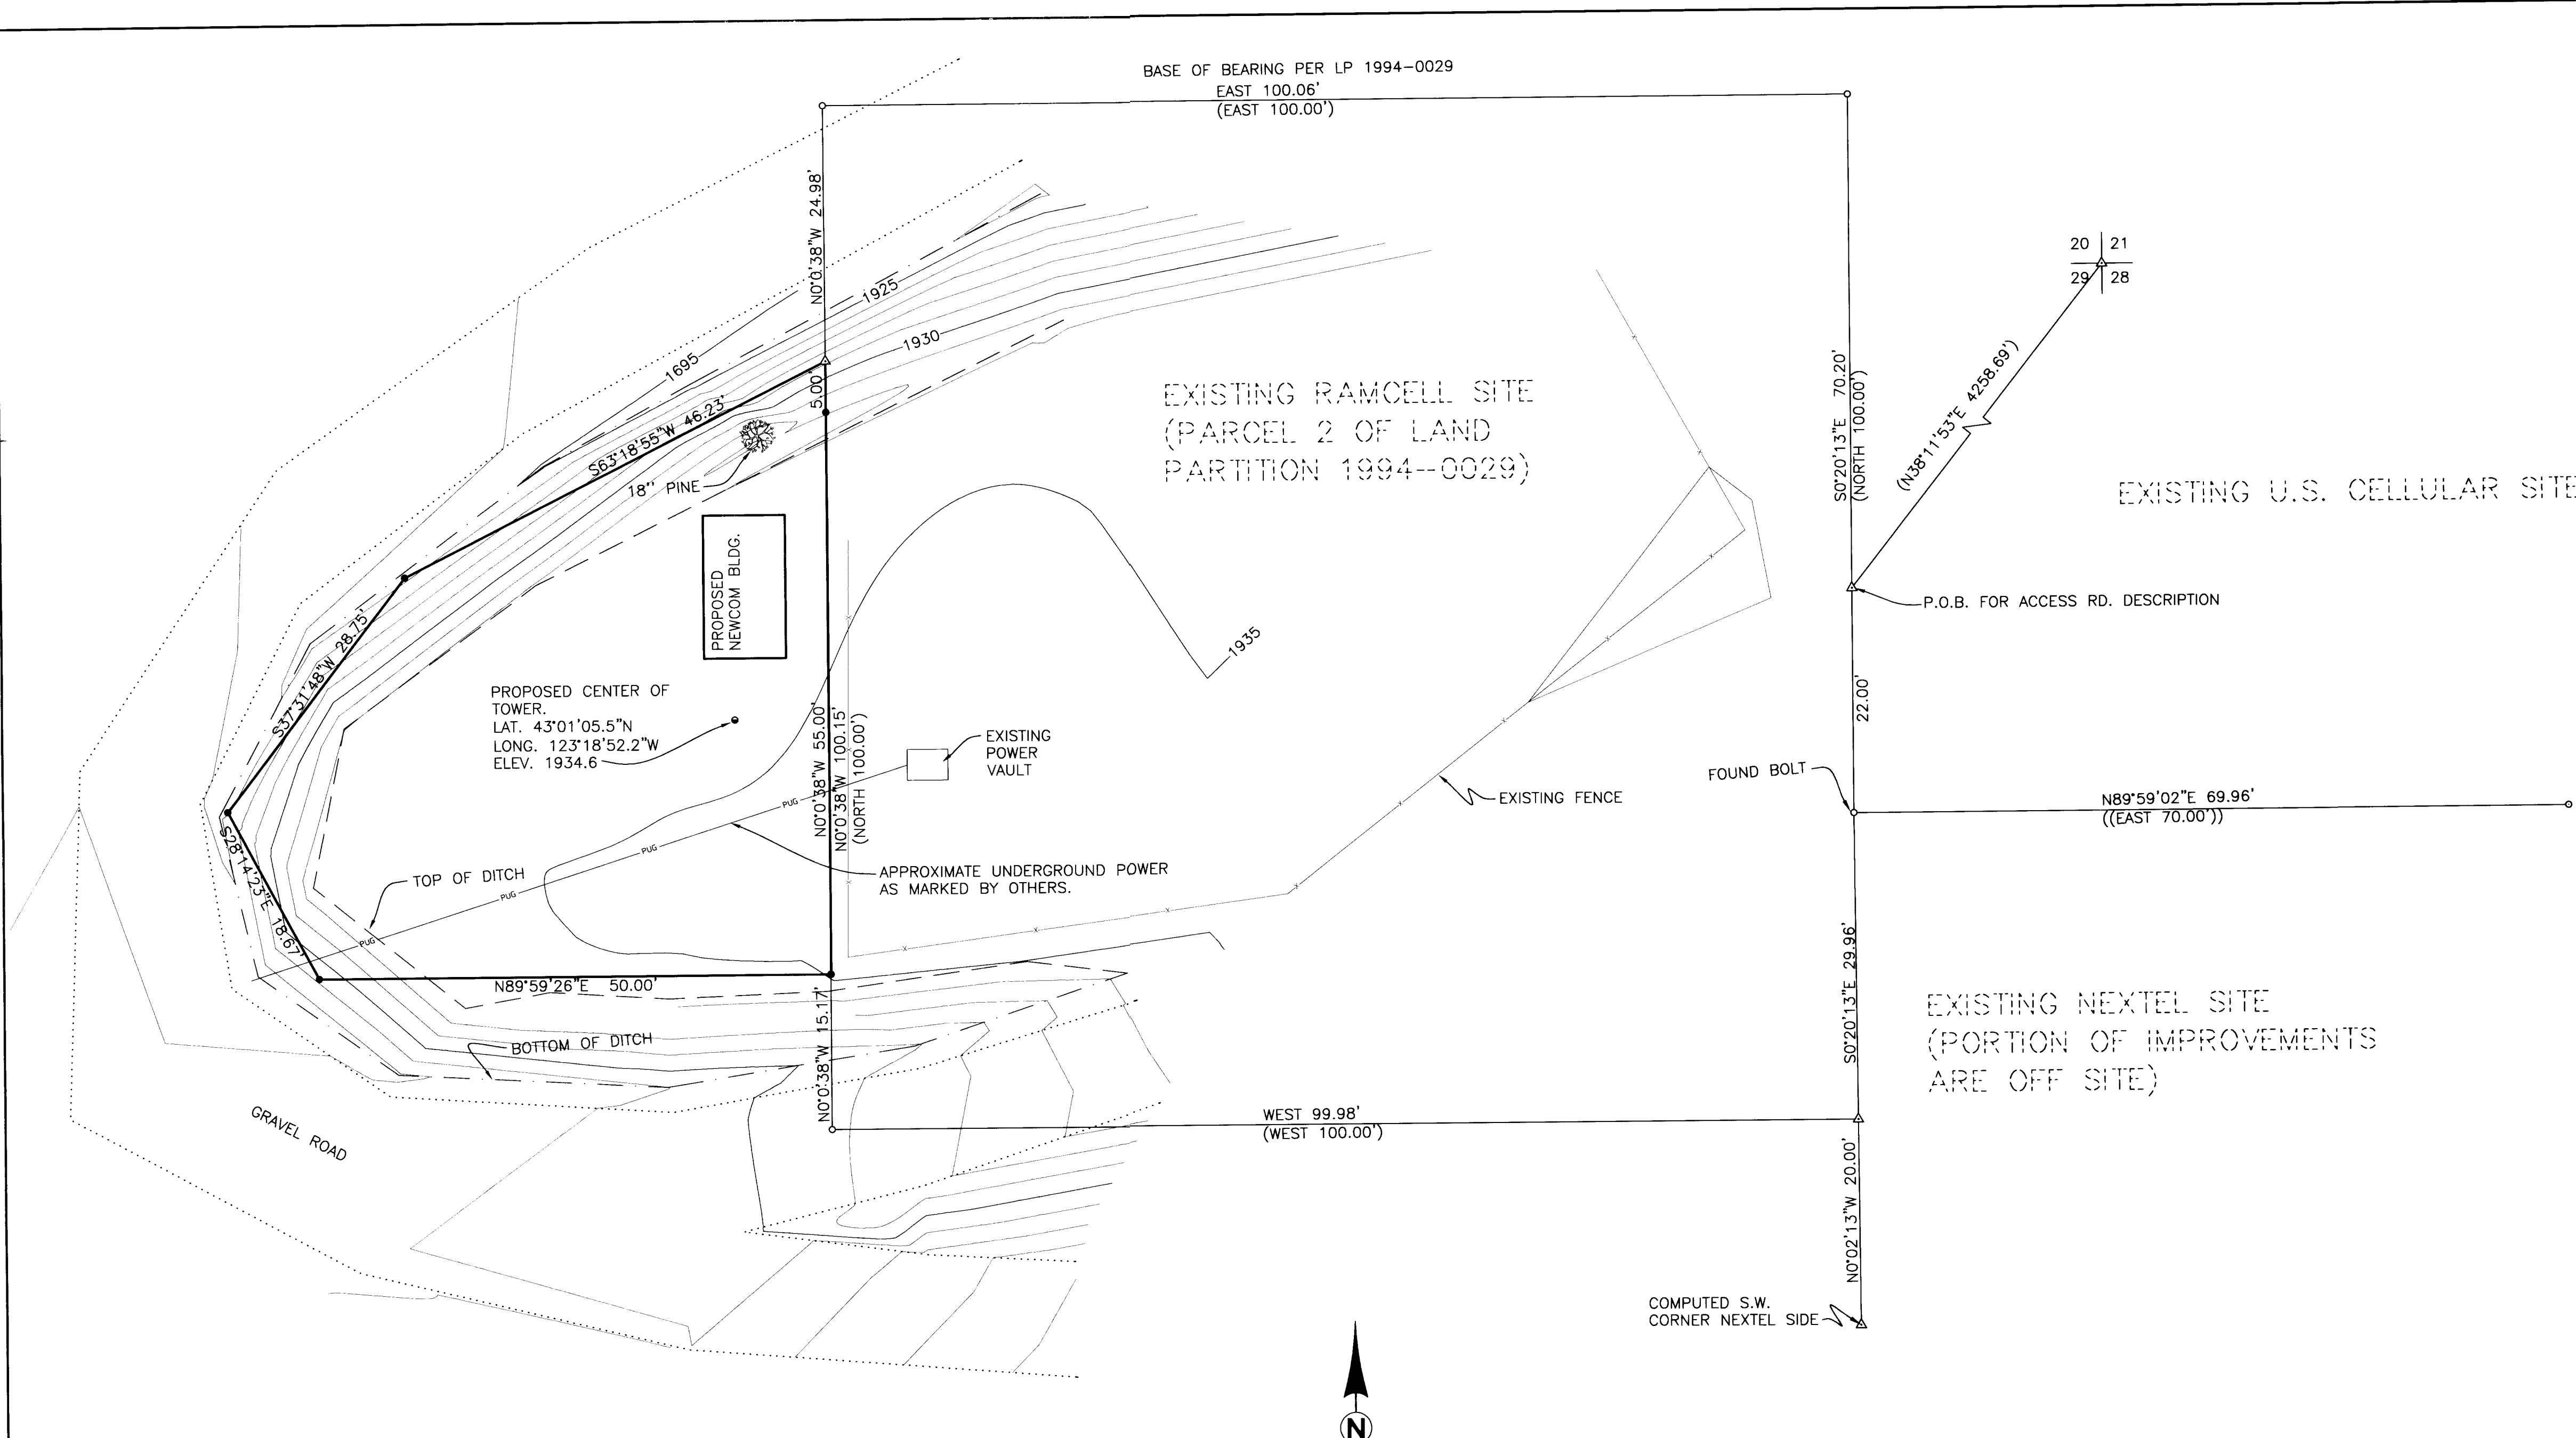 BASE OF BEARING PER LP 1994-0029
EAST 100.06'
(EAST 100.00')
N0°0'38"W 24.98'
1925
1930
1695
5.00'
S63°18'55"W 46.23'
18" PINE
EXISTING RAMCELL SITE
(PARCEL 2 OF LAND
PARTITION 1994--0029)
20 21
29 28
(N38°11'53"E 4258.69')
S0°20'13"E 70.20'
(NORTH 100.00')
EXISTING U.S. CELLULAR SITE
PROPOSED
NEWCOM BLDG.
P.O.B. FOR ACCESS RD. DESCRIPTION
S37°31'48"W 28.75'
1935
PROPOSED CENTER OF
TOWER.
LAT. 43°01'05.5"N
LONG. 123°18'52.2"W
ELEV. 1934.6
N0°0'38"W 55.00'
N0°0'38"W 100.15'
(NORTH 100.00')
EXISTING
POWER
VAULT
22.00'
FOUND BOLT
EXISTING FENCE
N89°59'02"E 69.96'
((EAST 70.00'))
PUG
PUG
PUG
PUG
S28°14'23"E 18.67'
TOP OF DITCH
APPROXIMATE UNDERGROUND POWER
AS MARKED BY OTHERS.
N89°59'26"E 50.00'
N0°0'38"W 15.17'
S0°20'13"E 29.96'
EXISTING NEXTEL SITE
(PORTION OF IMPROVEMENTS
ARE OFF SITE)
BOTTOM OF DITCH
GRAVEL ROAD
WEST 99.98'
(WEST 100.00')
N0°02'13"W 20.00'
COMPUTED S.W.
CORNER NEXTEL SIDE
N